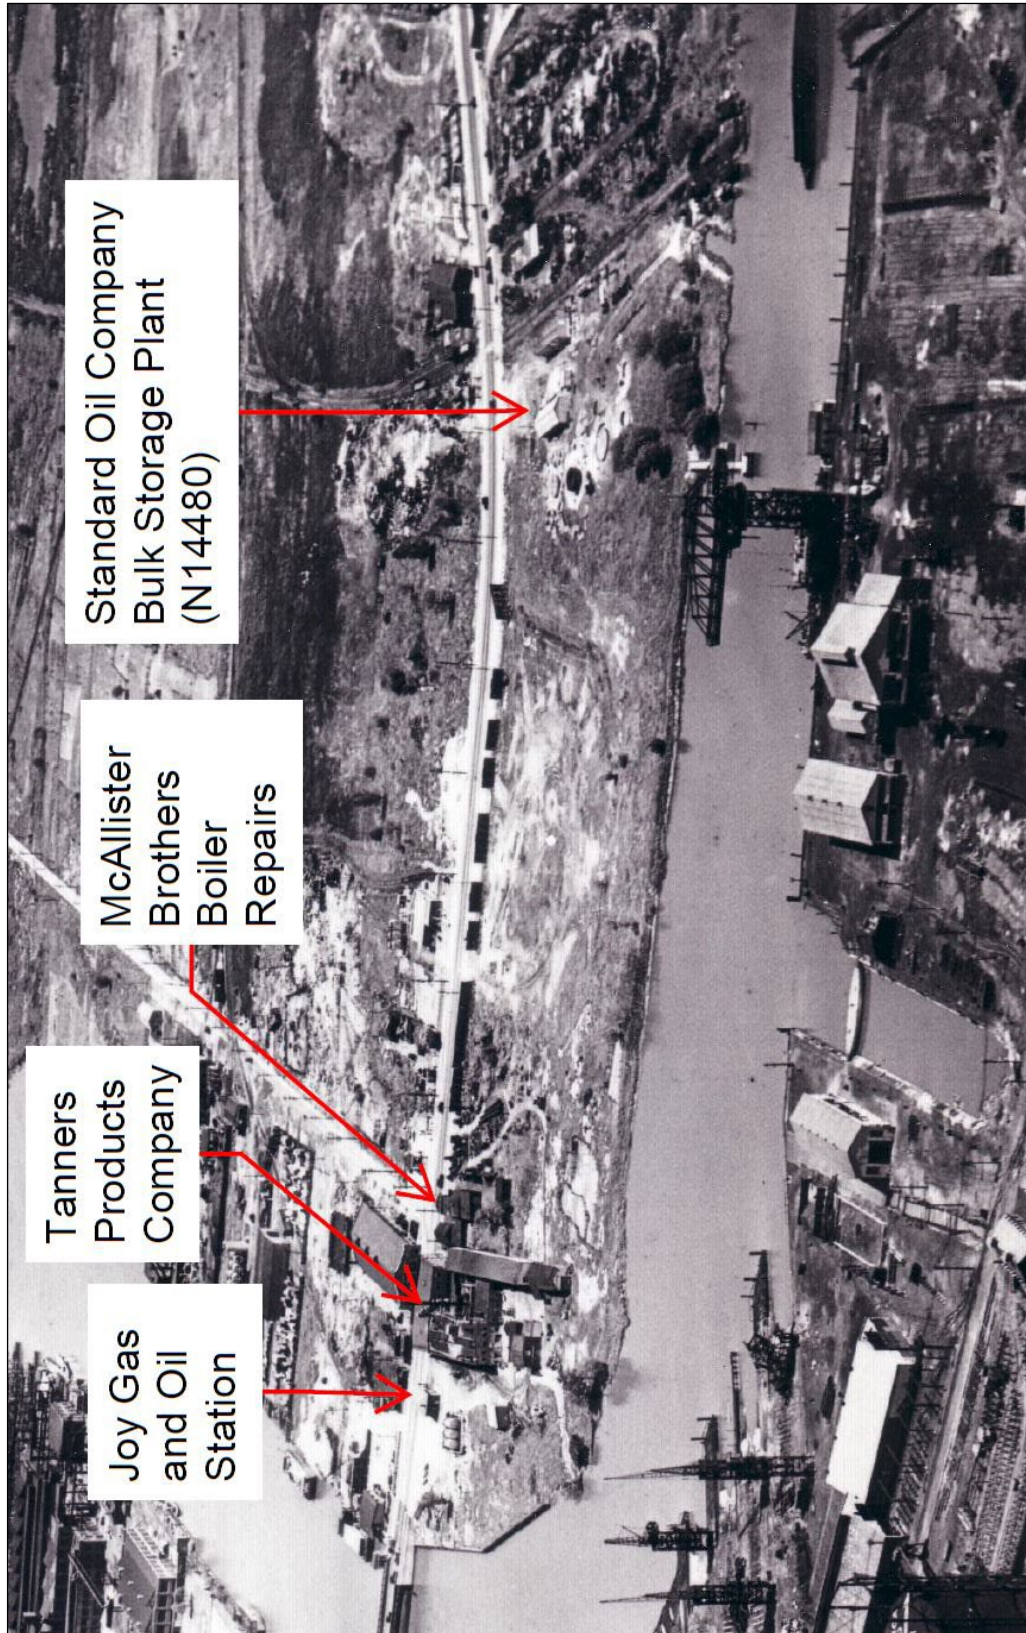 Joy Gas
and Oil
Station
Tanners
Products
Company
McAllister
Brothers
Boiler
Repairs
Standard Oil Company
Bulk Storage Plant
(N14480)